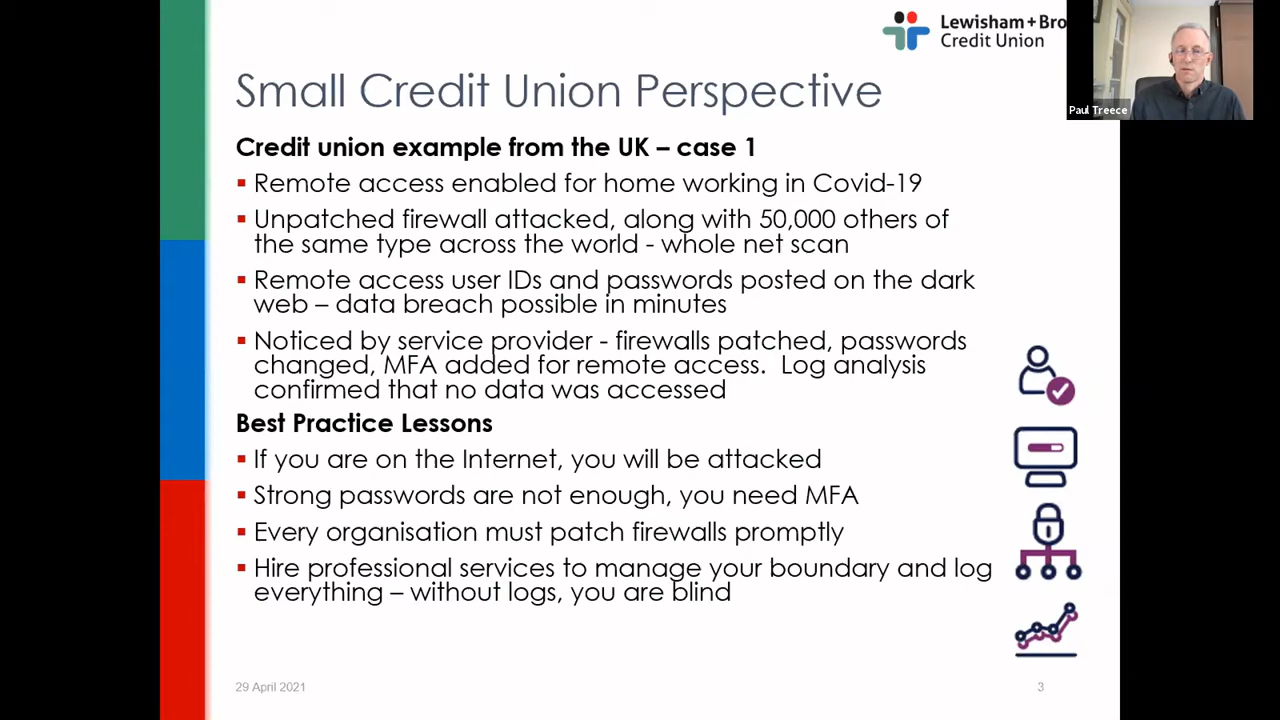 Lewisham + Bro
Credit Union
Paul Treece
Small Credit Union Perspective
Credit union example from the UK – case 1
▪ Remote access enabled for home working in Covid-19
▪ Unpatched firewall attacked, along with 50,000 others of
the same type across the world - whole net scan
▪ Remote access user IDs and passwords posted on the dark
web – data breach possible in minutes
▪ Noticed by service provider - firewalls patched, passwords
changed, MFA added for remote access.  Log analysis
confirmed that no data was accessed
Best Practice Lessons
▪ If you are on the Internet, you will be attacked
▪ Strong passwords are not enough, you need MFA
▪ Every organisation must patch firewalls promptly
▪ Hire professional services to manage your boundary and log
everything – without logs, you are blind
29 April 2021
3